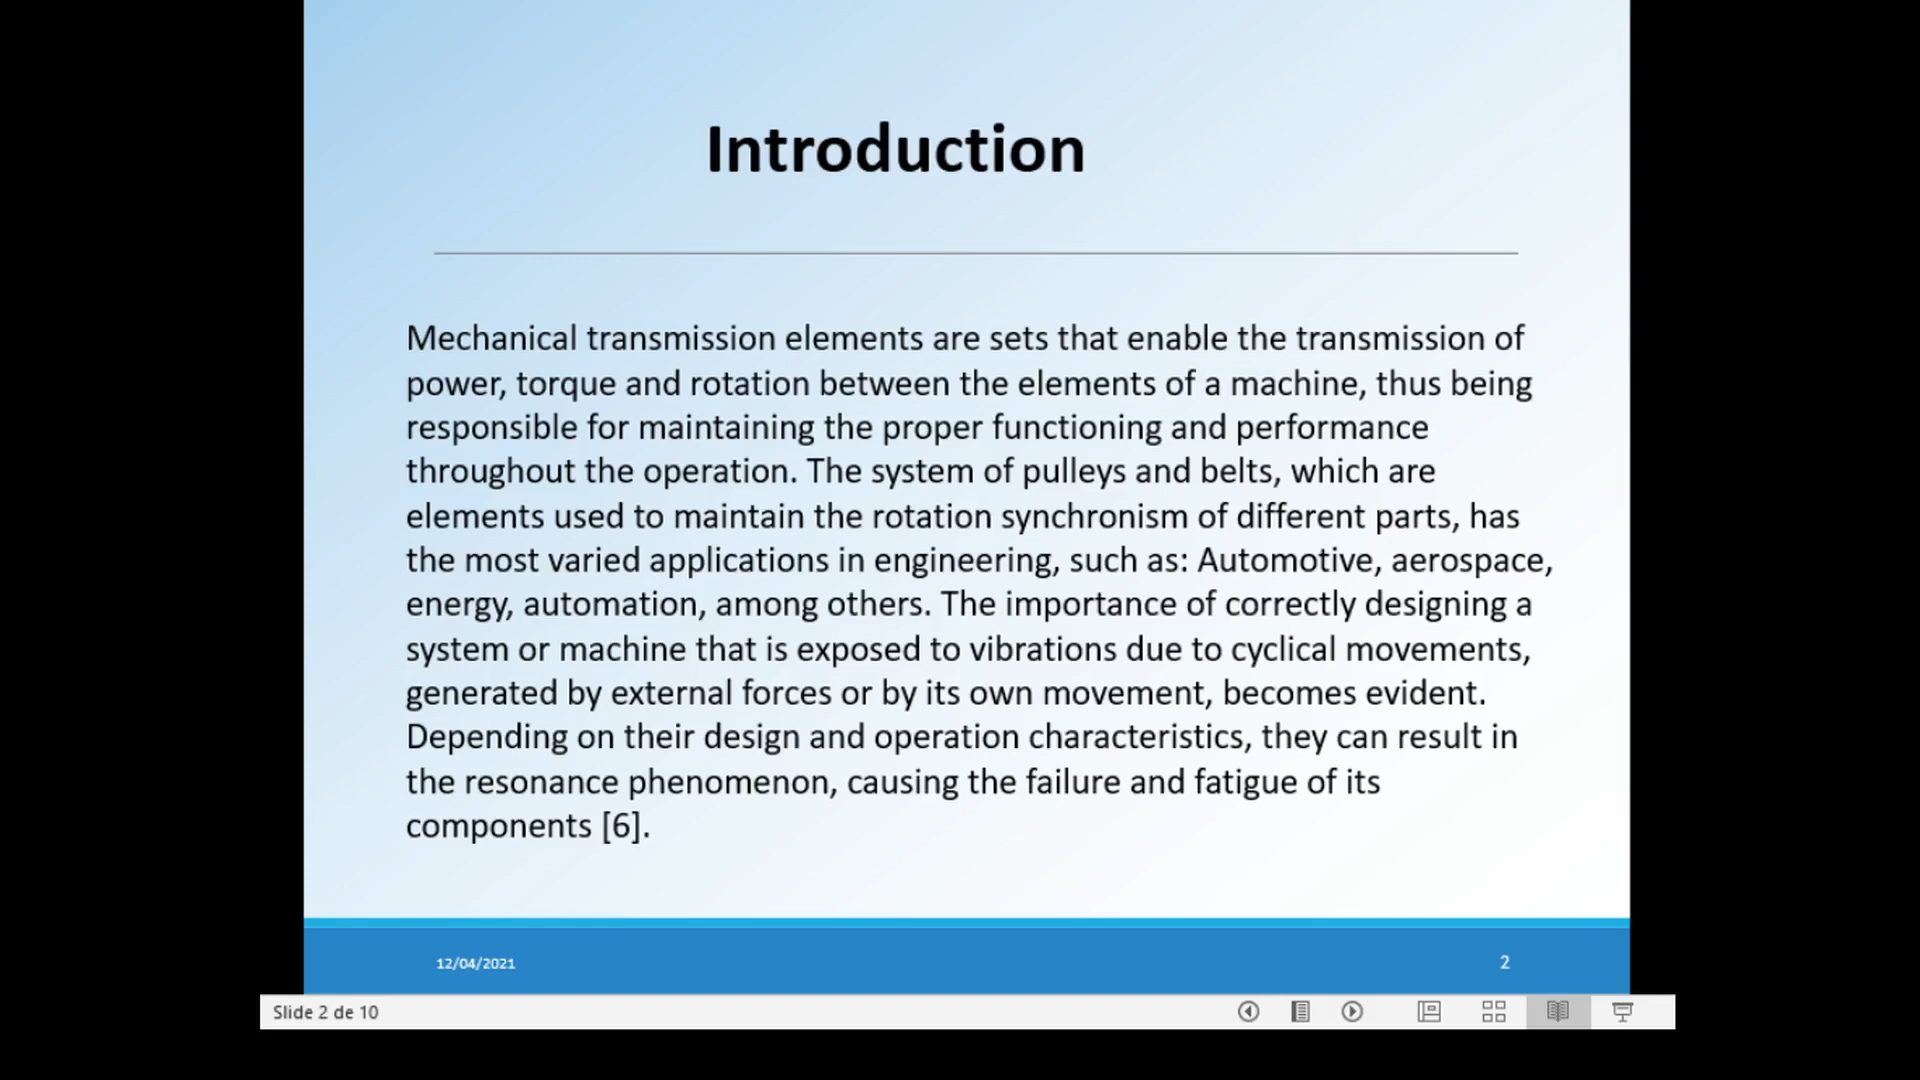 Introduction
Mechanical transmission elements are sets that enable the transmission of
power, torque and rotation between the elements of a machine, thus being
responsible for maintaining the proper functioning and performance
throughout the operation. The system of pulleys and belts, which are
elements used to maintain the rotation synchronism of different parts, has
the most varied applications in engineering, such as: Automotive, aerospace,
energy, automation, among others. The importance of correctly designing a
system or machine that is exposed to vibrations due to cyclical movements,
generated by external forces or by its own movement, becomes evident.
Depending on their design and operation characteristics, they can result in
the resonance phenomenon, causing the failure and fatigue of its
components [6].
12/04/2021
2
Slide 2 de 10